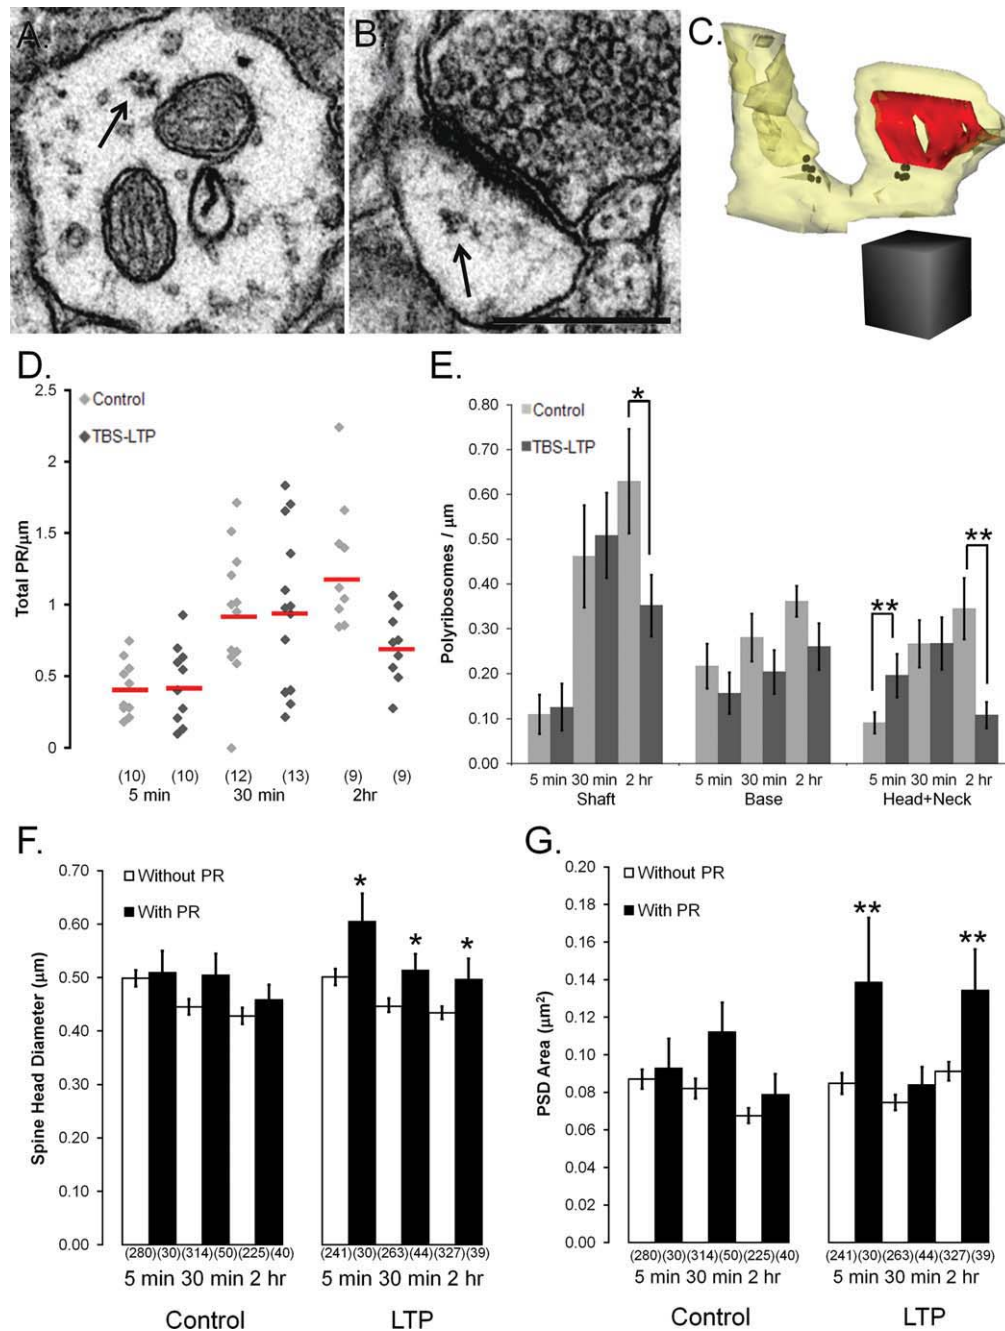 A.
B.
C.
D.
Total PR/µm
2.5
2
1.5
1
0.5
0
Control
TBS-LTP
(10) (10) (12) (13) (9) (9)
5 min 30 min 2hr
E.
Polyribosomes / µm
0.80
0.70
0.60
0.50
0.40
0.30
0.20
0.10
0.00
Control
TBS-LTP
*
**
**
5 min 30 min 2 hr 5 min 30 min 2 hr 5 min 30 min 2 hr
Shaft Base Head+Neck
F.
Spine Head Diameter (µm)
0.70
0.60
0.50
0.40
0.30
0.20
0.10
0.00
Without PR
With PR
* * *
(280)(30)(314)(50)(225)(40) (241)(30)(263)(44)(327)(39)
5 min 30 min 2 hr 5 min 30 min 2 hr
Control LTP
G.
PSD Area (µm²)
0.20
0.18
0.16
0.14
0.12
0.10
0.08
0.06
0.04
0.02
0.00
Without PR
With PR
** **
(280)(30)(314)(50)(225)(40) (241)(30)(263)(44)(327)(39)
5 min 30 min 2 hr 5 min 30 min 2 hr
Control LTP